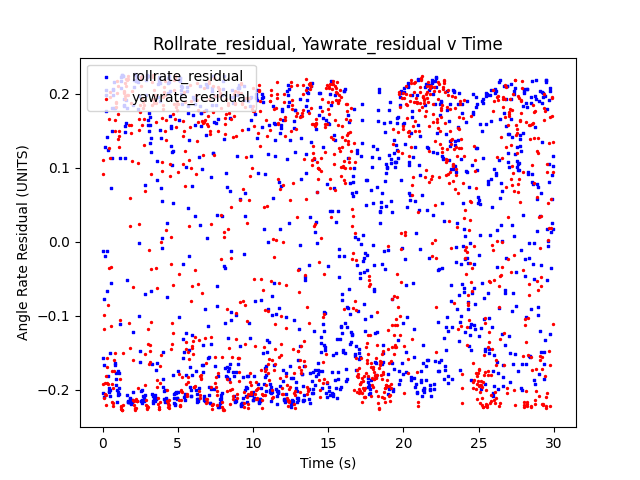 Rollrate_residual, Yawrate_residual v Time
rollrate_residual
yawrate_residual
Angle Rate Residual (UNITS)
0.2
0.1
0.0
−0.1
−0.2
0 5 10 15 20 25 30
Time (s)